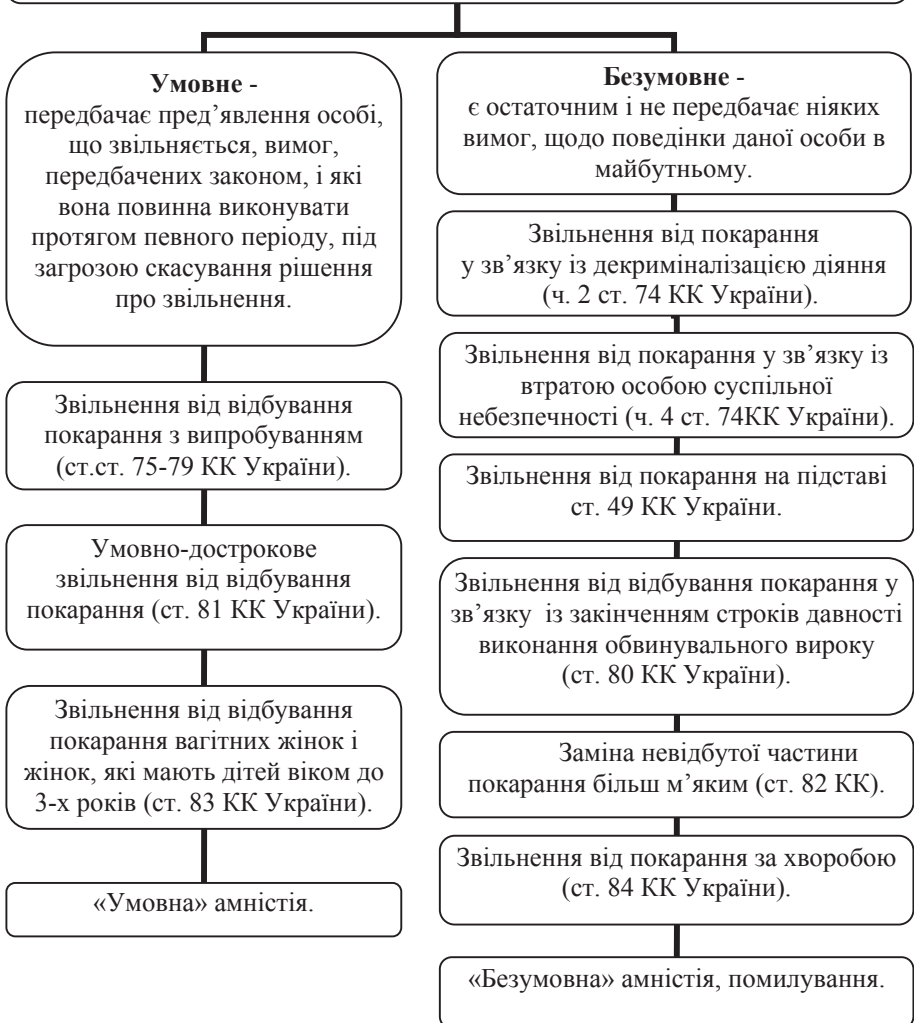 Умовне -
передбачає пред’явлення особі,
що звільняється, вимог,
передбачених законом, і які
вона повинна виконувати
протягом певного періоду, під
загрозою скасування рішення
про звільнення.
Звільнення від відбування
покарання з випробуванням
(ст.ст. 75-79 КК України).
Умовно-дострокове
звільнення від відбування
покарання (ст. 81 КК України).
Звільнення від відбування
покарання вагітних жінок і
жінок, які мають дітей віком до
3-х років (ст. 83 КК України).
«Умовна» амністія.
Безумовне -
є остаточним і не передбачає ніяких
вимог, щодо поведінки даної особи в
майбутньому.
Звільнення від покарання
у зв’язку із декриміналізацією діяння
(ч. 2 ст. 74 КК України).
Звільнення від покарання у зв’язку із
втратою особою суспільної
небезпечності (ч. 4 ст. 74КК України).
Звільнення від покарання на підставі
ст. 49 КК України.
Звільнення від відбування покарання у
зв’язку із закінченням строків давності
виконання обвинувального вироку
(ст. 80 КК України).
Заміна невідбутої частини
покарання більш м’яким (ст. 82 КК).
Звільнення від покарання за хворобою
(ст. 84 КК України).
«Безумовна» амністія, помилування.